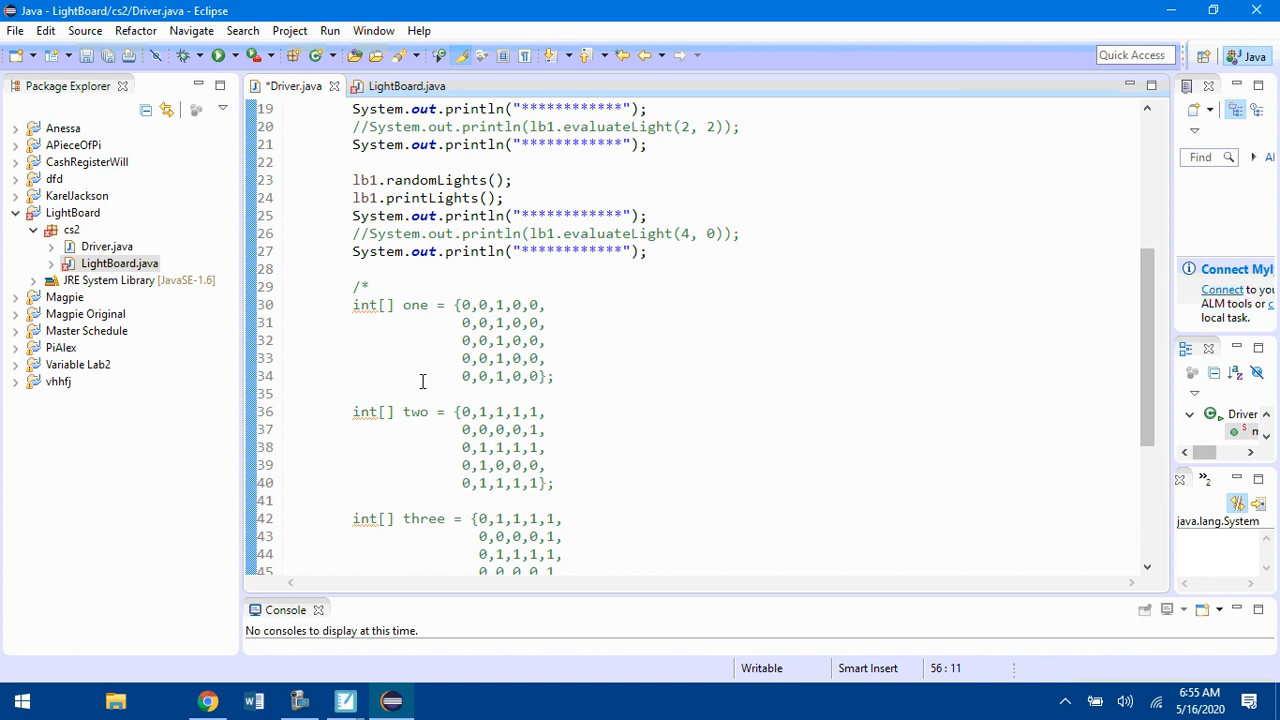 Java - LightBoard/cs2/Driver.java - Eclipse
File Edit Source Refactor Navigate Search Project Run Window Help
Quick Access
Java
Package Explorer
Anessa
APieceOfPi
CashRegisterWill
dfd
KarelJackson
LightBoard
cs2
Driver.java
LightBoard.java
JRE System Library [JavaSE-1.6]
Magpie
Magpie Original
Master Schedule
PiAlex
Variable Lab2
vhhfj
*Driver.java
LightBoard.java
19 System.out.println("************");
20 //System.out.println(lb1.evaluateLight(2, 2));
21 System.out.println("************");
22
23 lb1.randomLights();
24 lb1.printLights();
25 System.out.println("************");
26 //System.out.println(lb1.evaluateLight(4, 0));
27 System.out.println("************");
28
29 /*
30 int[] one = {0,0,1,0,0,
31 0,0,1,0,0,
32 0,0,1,0,0,
33 0,0,1,0,0,
34 0,0,1,0,0};
35
36 int[] two = {0,1,1,1,1,
37 0,0,0,0,1,
38 0,1,1,1,1,
39 0,1,0,0,0,
40 0,1,1,1,1};
41
42 int[] three = {0,1,1,1,1,
43 0,0,0,0,1,
44 0,1,1,1,1,
45 0,0,0,0,1
Find
Al
Connect Myl
Connect to you
ALM tools or c
local task.
Driver
java.lang.System
Console
No consoles to display at this time.
Writable
Smart Insert
56 : 11
6:55 AM
5/16/2020